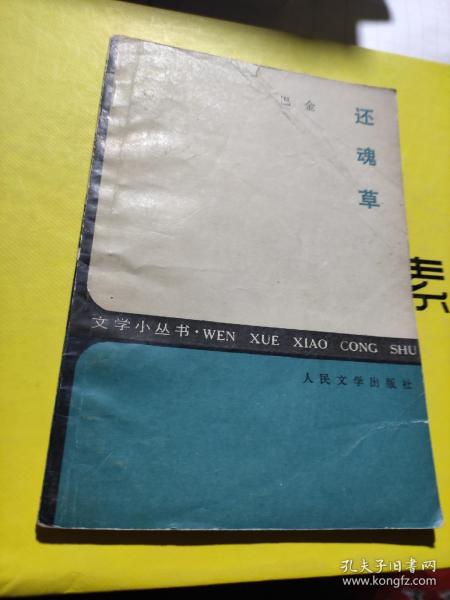 巴金
还魂草
文学小丛书·WEN XUE XIAO CONG SHU
人民文学出版社
素
孔夫子旧书网
www.kongfz.com